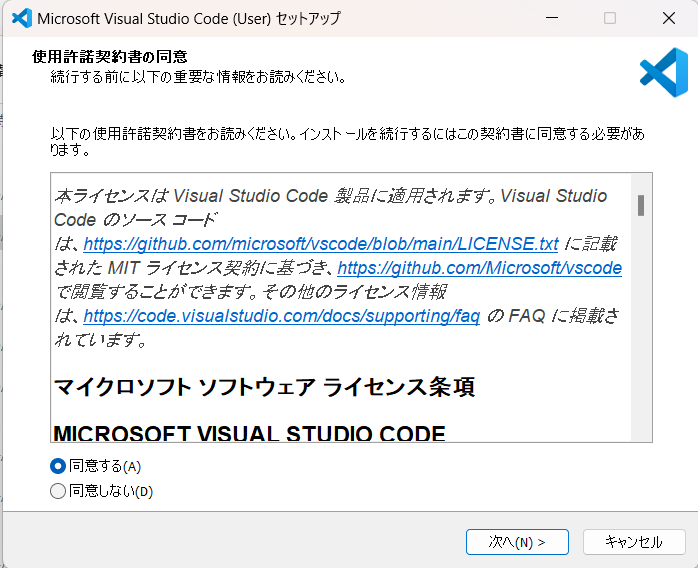 Microsoft Visual Studio Code (User) セットアップ
使用許諾契約書の同意
続行する前に以下の重要な情報をお読みください。
以下の使用許諾契約書をお読みください。インストールを続行するにはこの契約書に同意する必要があ
ります。
本ライセンスは Visual Studio Code 製品に適用されます。Visual Studio
Code のソース コード
は、https://github.com/microsoft/vscode/blob/main/LICENSE.txt に記載
された MIT ライセンス契約に基づき、https://github.com/Microsoft/vscode
で閲覧することができます。その他のライセンス情報
は、https://code.visualstudio.com/docs/supporting/faq の FAQ に掲載さ
れています。
マイクロソフト ソフトウェア ライセンス条項
MICROSOFT VISUAL STUDIO CODE
同意する(A)
同意しない(D)
次へ(N) >
キャンセル